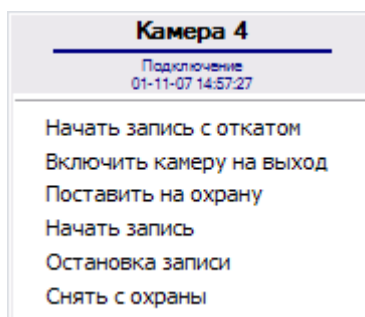 Камера 4
Подключение
01-11-07 14:57:27
Начать запись с откатом
Включить камеру на выход
Поставить на охрану
Начать запись
Остановка записи
Снять с охраны